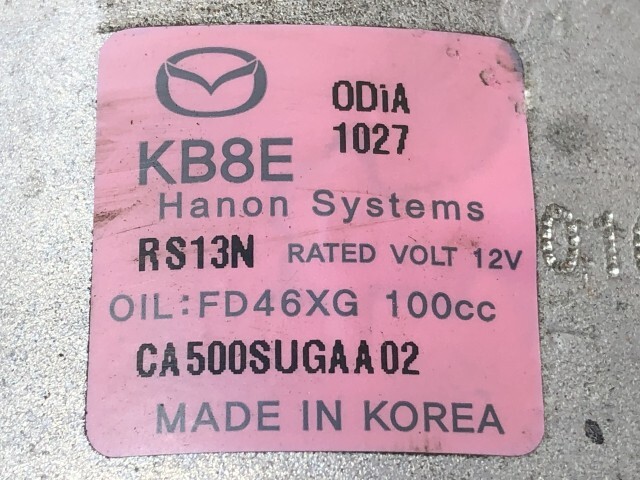 ODiA
1027
KB8E
Hanon Systems
RS13N RATED VOLT 12V
OIL:FD46XG 100cc
CA500SUGAA02
MADE IN KOREA